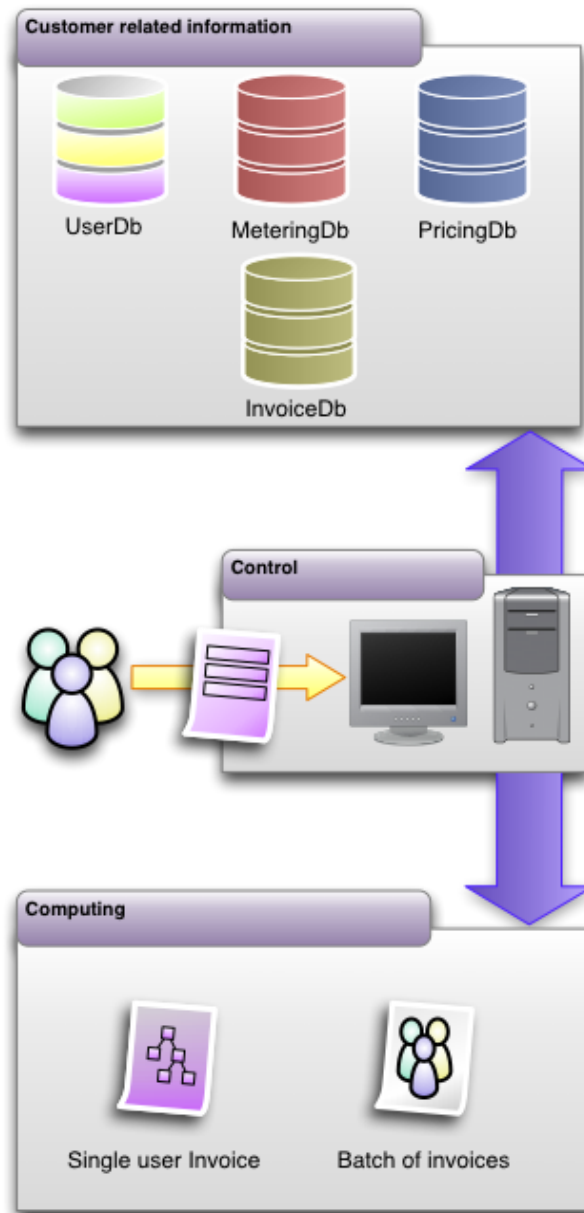 Customer related information
UserDb
MeteringDb
PricingDb
InvoiceDb
Control
Computing
Single user Invoice
Batch of invoices